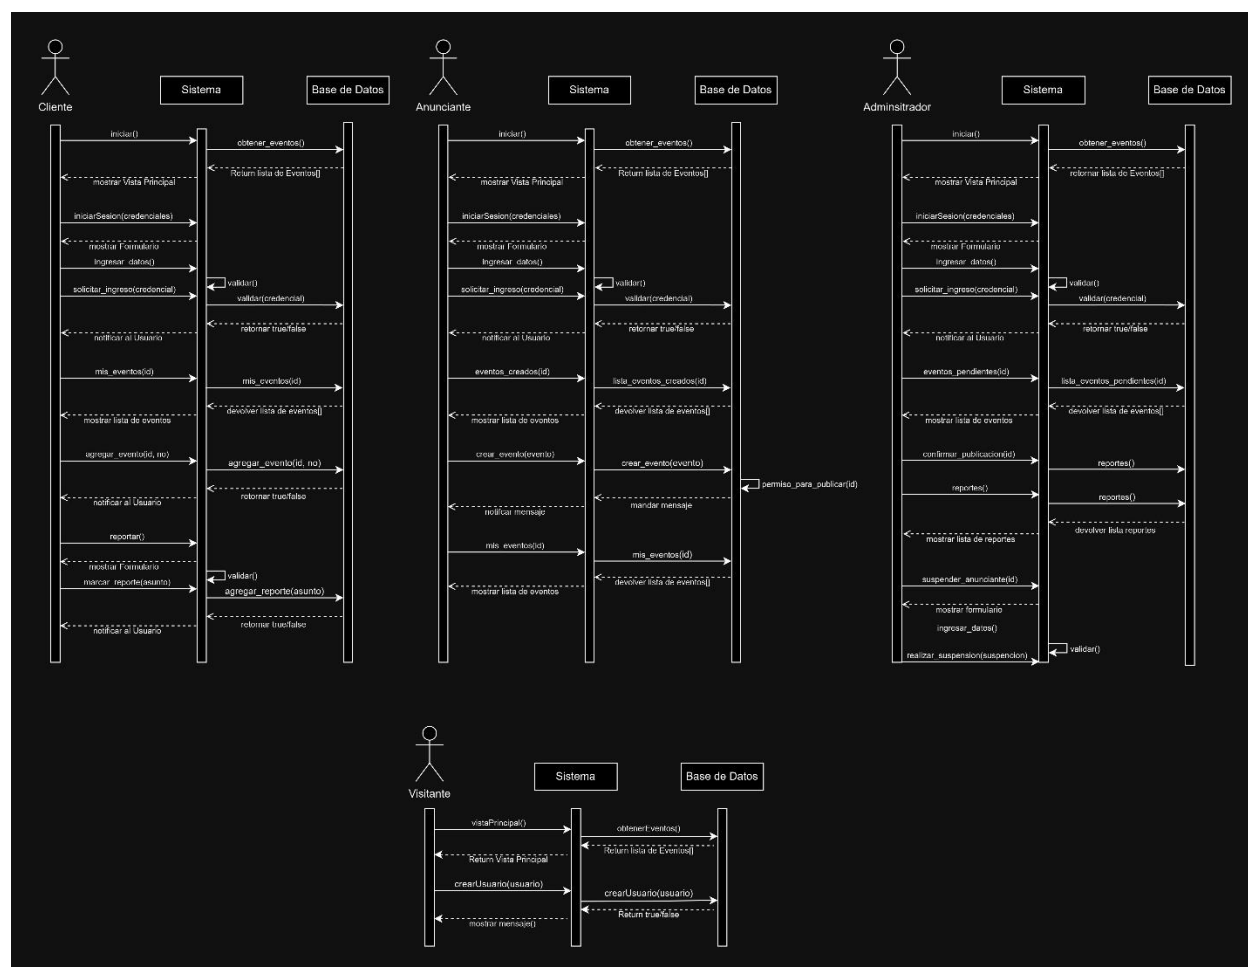 Cliente
Sistema
Base de Datos
iniciar()
obtener_eventos()
Return lista de Eventos[]
mostrar Vista Principal
iniciarSesion(credenciales)
mostrar Formulario
ingresar_datos()
validar()
solicitar_ingreso(credencial)
validar(credencial)
retornar true/false
notificar al Usuario
mis_eventos(id)
mis_eventos(id)
devolver lista de eventos[]
mostrar lista de eventos
agregar_evento(id, no)
agregar_evento(id, no)
retornar true/false
notificar al Usuario
reportar()
mostrar Formulario
validar()
marcar_reporte(asunto)
agregar_reporte(asunto)
retornar true/false
notificar al Usuario
Anunciante
Sistema
Base de Datos
iniciar()
obtener_eventos()
Return lista de Eventos[]
mostrar Vista Principal
iniciarSesion(credenciales)
mostrar Formulario
ingresar_datos()
validar()
solicitar_ingreso(credencial)
validar(credencial)
retornar true/false
notificar al Usuario
eventos_creados(id)
lista_eventos_creados(id)
devolver lista de eventos[]
mostrar lista de eventos
crear_evento(evento)
crear_evento(evento)
permiso_para_publicar(id)
mandar mensaje
notifcar mensaje
mis_eventos(id)
mis_eventos(id)
devolver lista de eventos[]
mostrar lista de eventos
Adminsitrador
Sistema
Base de Datos
iniciar()
obtener_eventos()
retornar lista de Eventos[]
mostrar Vista Principal
iniciarSesion(credenciales)
mostrar Formulario
ingresar_datos()
validar()
solicitar_ingreso(credencial)
validar(credencial)
retornar true/false
notificar al Usuario
eventos_pendientes(id)
lista_eventos_pendientes(id)
devolver lista de eventos[]
mostrar lista de eventos
confirmar_publicacion(id)
reportes()
reportes()
reportes()
devolver lista reportes
mostrar lista de reportes
suspender_anunciante(id)
mostrar formulario
ingresar_datos()
validar()
realizar_suspension(suspencion)
Visitante
Sistema
Base de Datos
vistaPrincipal()
obtenerEventos()
Return lista de Eventos[]
Return Vista Principal
crearUsuario(usuario)
crearUsuario(usuario)
Return true/false
mostrar mensaje()